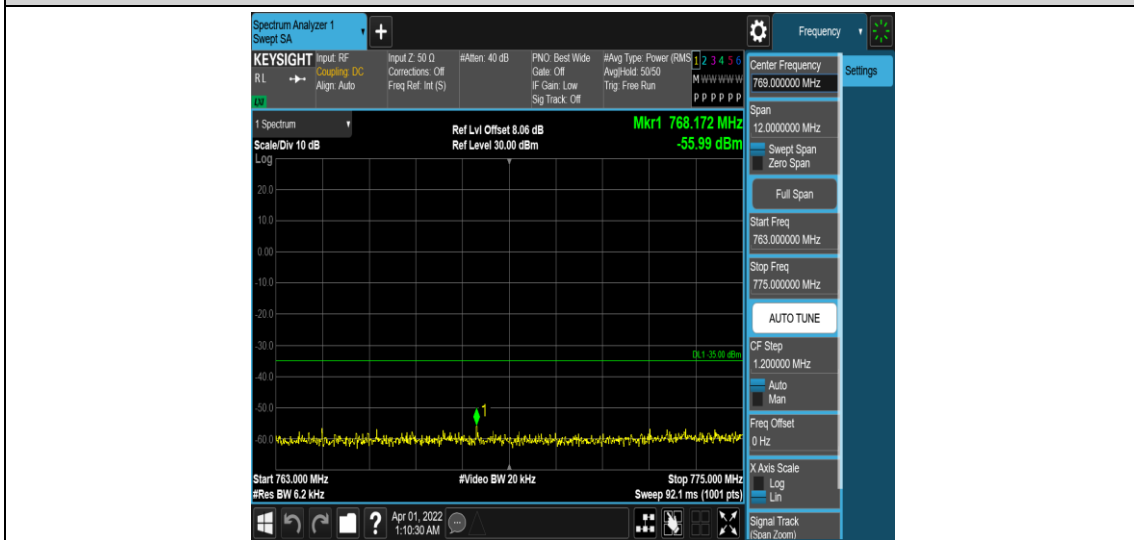 Spectrum Analyzer 1
Swept SA
Frequency
KEYSIGHT
RL
LXI
Input: RF
Coupling: DC
Align: Auto
Input Z: 50 Ω
Corrections: Off
Freq Ref: Int (S)
#Atten: 40 dB
PNO: Best Wide
Gate: Off
IF Gain: Low
Sig Track: Off
#Avg Type: Power (RMS
Avg|Hold: 50/50
Trig: Free Run
1 2 3 4 5 6
M W W W W W
P P P P P P
1 Spectrum
Scale/Div 10 dB
Ref Lvl Offset 8.06 dB
Ref Level 30.00 dBm
Mkr1 768.172 MHz
-55.99 dBm
Log
20.0
10.0
0.00
-10.0
-20.0
-30.0
DL1 -35.00 dBm
-40.0
-50.0
1
-60.0
Start 763.000 MHz
#Video BW 20 kHz
Stop 775.000 MHz
#Res BW 6.2 kHz
Sweep 92.1 ms (1001 pts)
?
Apr 01, 2022
1:10:30 AM
Center Frequency
769.000000 MHz
Settings
Span
12.0000000 MHz
Swept Span
Zero Span
Full Span
Start Freq
763.000000 MHz
Stop Freq
775.000000 MHz
AUTO TUNE
CF Step
1.200000 MHz
Auto
Man
Freq Offset
0 Hz
X Axis Scale
Log
Lin
Signal Track
(Span Zoom)